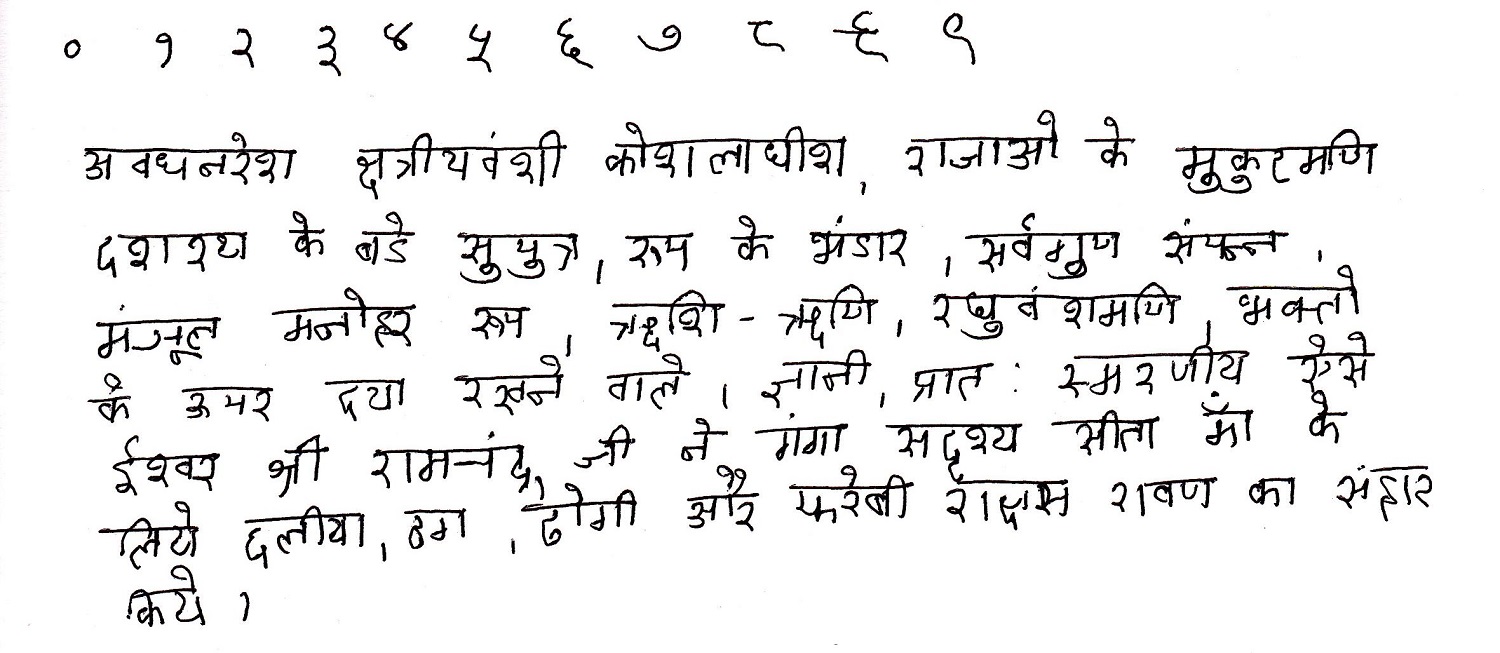 ० १ २ ३ ४ ५ ६ ७ ८ ९ ९
अवधनरेश क्षत्रीयवंशी कोशलाधीश, राजाओ के मुकुटमणि
दशरथ के बडे सुपुत्र, रूप के भंडार, सर्वगुण संपन्न,
मंजूल मनोहर रूप, ऋषि - ऋषि, रघुवंशमणि, भक्तो
के ऊपर दया रखने वाले, ज्ञानी, प्रात: स्मरणीय ऐसे
ईश्वर श्री रामचंद्र जी ने गंगा सदृश्य सीता माँ के
लिये छलीया, ठग, ढोगी और फरेबी राक्षस रावण का संहार
किये ।